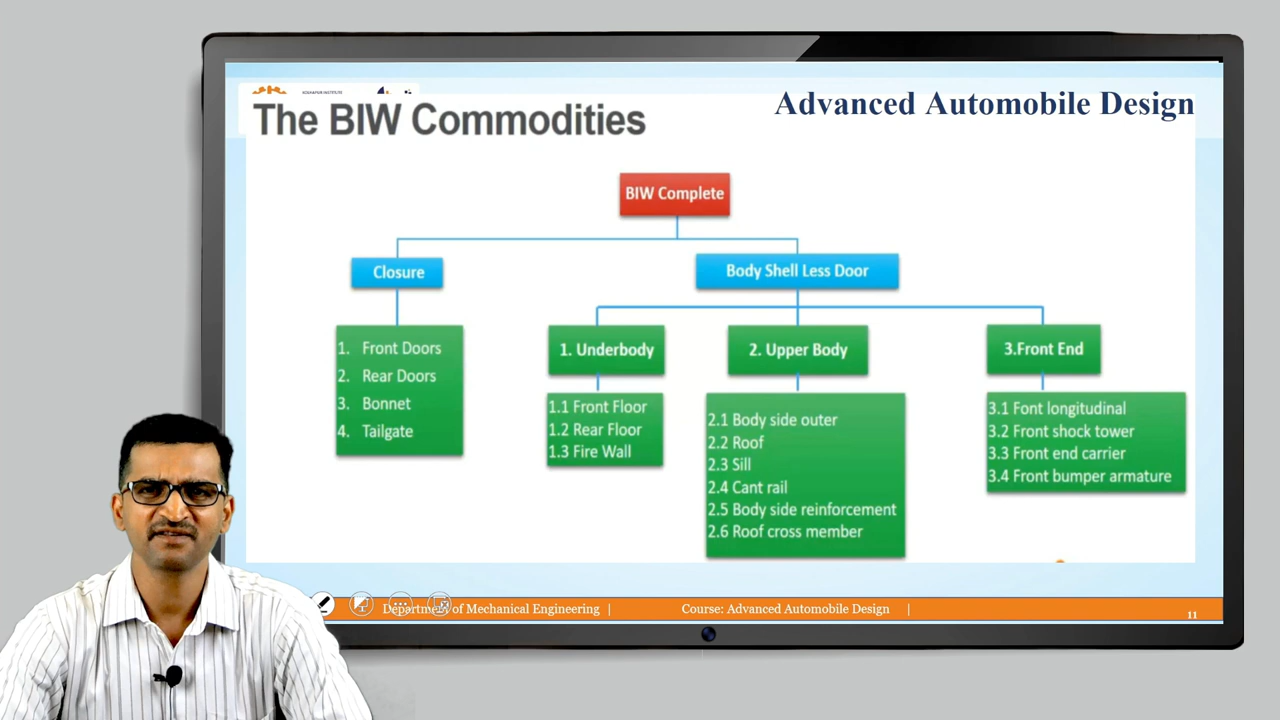 Advanced Automobile Design
The BIW Commodities
BIW Complete
Closure
Body Shell Less Door
1. Front Doors
2. Rear Doors
3. Bonnet
4. Tailgate
1. Underbody
2. Upper Body
3.Front End
1.1 Front Floor
1.2 Rear Floor
1.3 Fire Wall
2.1 Body side outer
2.2 Roof
2.3 Sill
2.4 Cant rail
2.5 Body side reinforcement
2.6 Roof cross member
3.1 Font longitudinal
3.2 Front shock tower
3.3 Front end carrier
3.4 Front bumper armature
Department of Mechanical Engineering |
Course: Advanced Automobile Design |
11